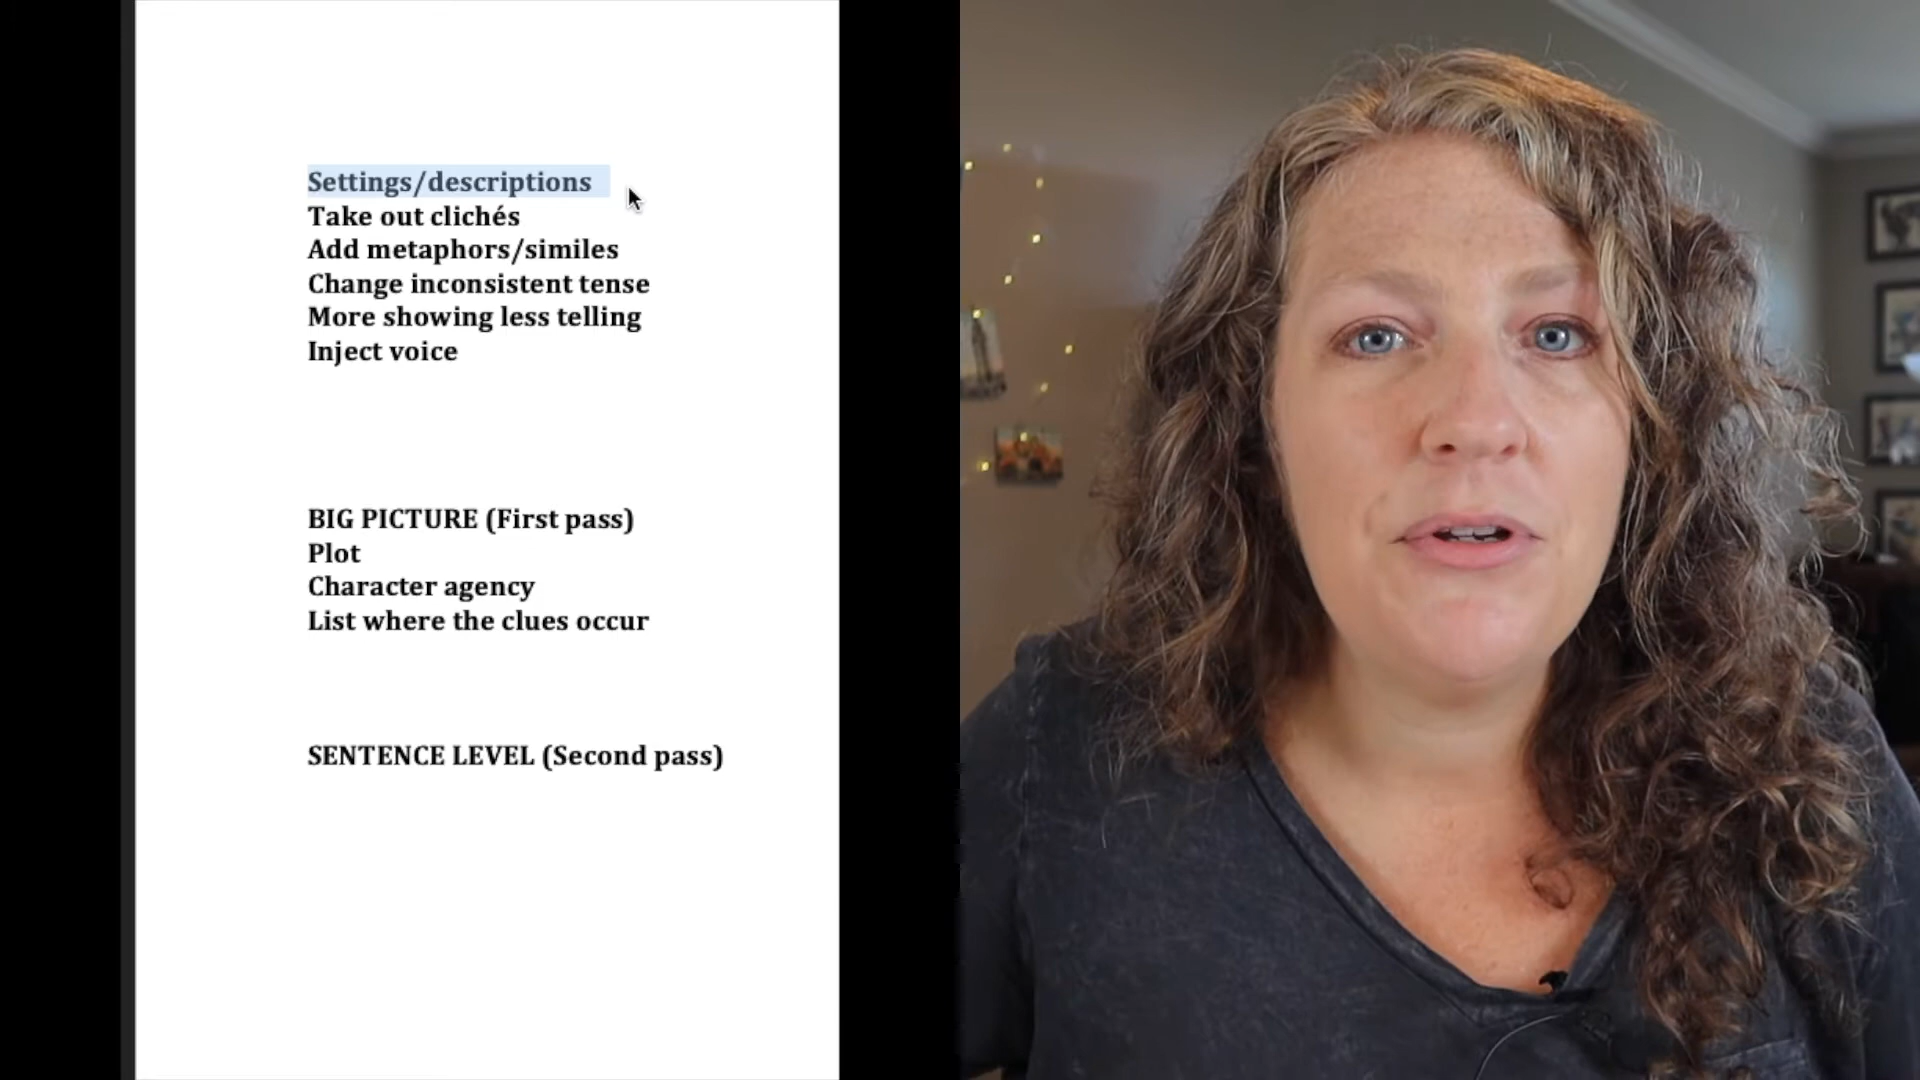 Settings/descriptions
Take out clichés
Add metaphors/similes
Change inconsistent tense
More showing less telling
Inject voice
BIG PICTURE (First pass)
Plot
Character agency
List where the clues occur
SENTENCE LEVEL (Second pass)